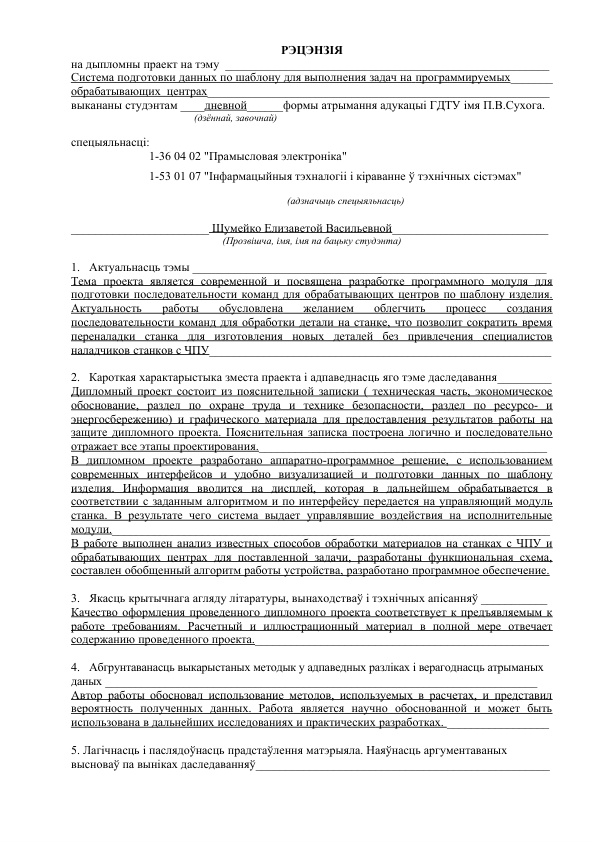 РЭЦЭНЗІЯ
на дыпломны праект на тэму
Система подготовки данных по шаблону для выполнения задач на программируемых
обрабатывающих центрах
выкананы студэнтам дневной формы атрымання адукацыі ГДТУ імя П.В.Сухога.
(дзённай, завочнай)
спецыяльнасці:
1-36 04 02 "Прамысловая электроніка"
1-53 01 07 "Інфармацыйныя тэхналогіі і кіраванне ў тэхнічных сістэмах"
(адзначыць спецыяльнасць)
Шумейко Елизаветой Васильевной
(Прозвішча, імя, імя па бацьку студэнта)
1. Актуальнасць тэмы
Тема проекта является современной и посвящена разработке программного модуля для
подготовки последовательности команд для обрабатывающих центров по шаблону изделия.
Актуальность работы обусловлена желанием облегчить процесс создания
последовательности команд для обработки детали на станке, что позволит сократить время
переналадки станка для изготовления новых деталей без привлечения специалистов
наладчиков станков с ЧПУ
2. Кароткая характарыстыка зместа праекта і адпаведнасць яго тэме даследавання
Дипломный проект состоит из пояснительной записки ( техническая часть, экономическое
обоснование, раздел по охране труда и технике безопасности, раздел по ресурсо- и
энергосбережению) и графического материала для предоставления результатов работы на
защите дипломного проекта. Пояснительная записка построена логично и последовательно
отражает все этапы проектирования.
В дипломном проекте разработано аппаратно-программное решение, с использованием
современных интерфейсов и удобно визуализацией и подготовки данных по шаблону
изделия. Информация вводится на дисплей, которая в дальнейшем обрабатывается в
соответствии с заданным алгоритмом и по интерфейсу передается на управляющий модуль
станка. В результате чего система выдает управлявшие воздействия на исполнительные
модули.
В работе выполнен анализ известных способов обработки материалов на станках с ЧПУ и
обрабатывающих центрах для поставленной задачи, разработаны функциональная схема,
составлен обобщенный алгоритм работы устройства, разработано программное обеспечение.
3. Якасць крытычнага агляду літаратуры, вынаходстваў і тэхнічных апісанняў
Качество оформления проведенного дипломного проекта соответствует к предъявляемым к
работе требованиям. Расчетный и иллюстрационный материал в полной мере отвечает
содержанию проведенного проекта.
4. Абгрунтаванасць выкарыстаных методык у адпаведных разліках і верагоднасць атрыманых
даных
Автор работы обосновал использование методов, используемых в расчетах, и представил
вероятность полученных данных. Работа является научно обоснованной и может быть
использована в дальнейших исследованиях и практических разработках.
5. Лагічнасць і паслядоўнасць прадстаўлення матэрыяла. Наяўнасць аргументаваных
высноваў па выніках даследаванняў